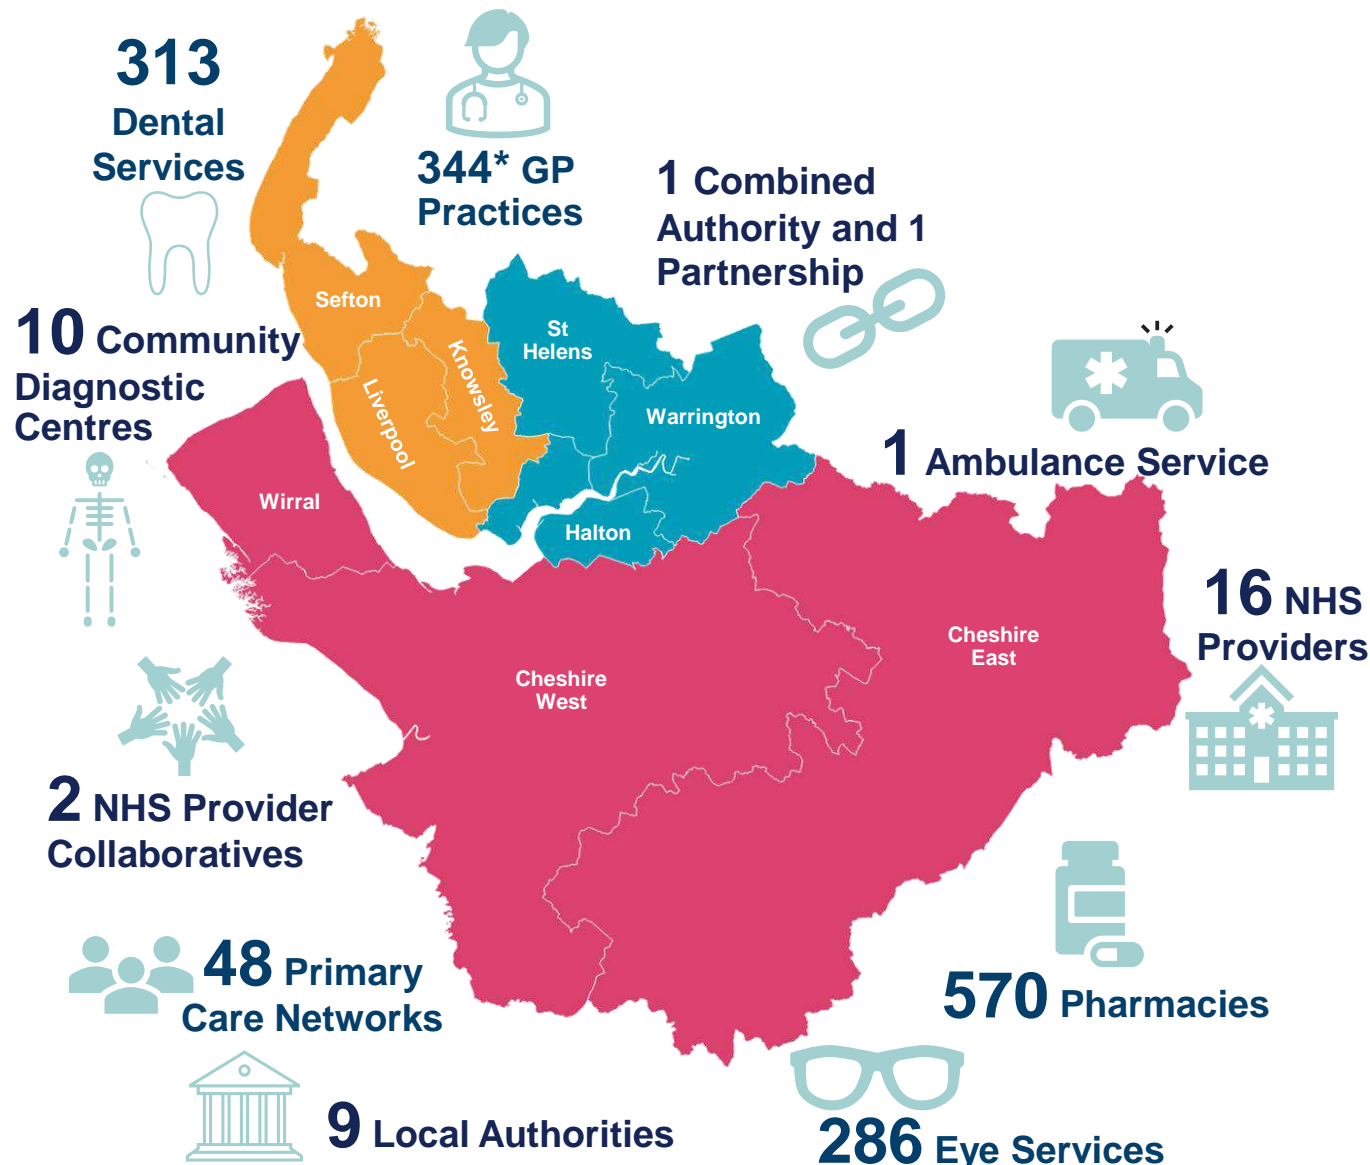 313
Dental
Services
344* GP
Practices
1 Combined
Authority and 1
Partnership
10 Community
Diagnostic
Centres
Sefton
Knowsley
Liverpool
St
Helens
Warrington
Halton
Wirral
1 Ambulance Service
16 NHS
Providers
Cheshire
East
Cheshire
West
2 NHS Provider
Collaboratives
48 Primary
Care Networks
570 Pharmacies
9 Local Authorities
286 Eye Services